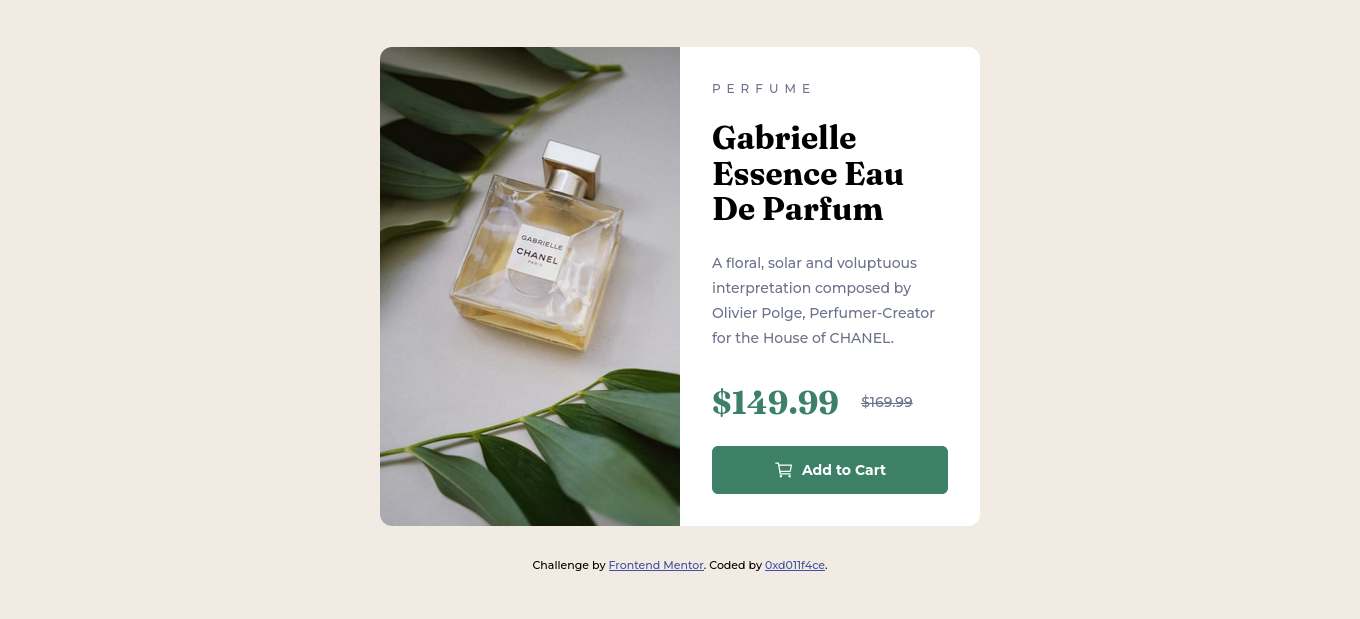 GABRIELLE
CHANEL
PARIS
PERFUME
Gabrielle
Essence Eau
De Parfum
A floral, solar and voluptuous
interpretation composed by
Olivier Polge, Perfumer-Creator
for the House of CHANEL.
$149.99 $169.99
Add to Cart
Challenge by Frontend Mentor. Coded by 0xd011f4ce.